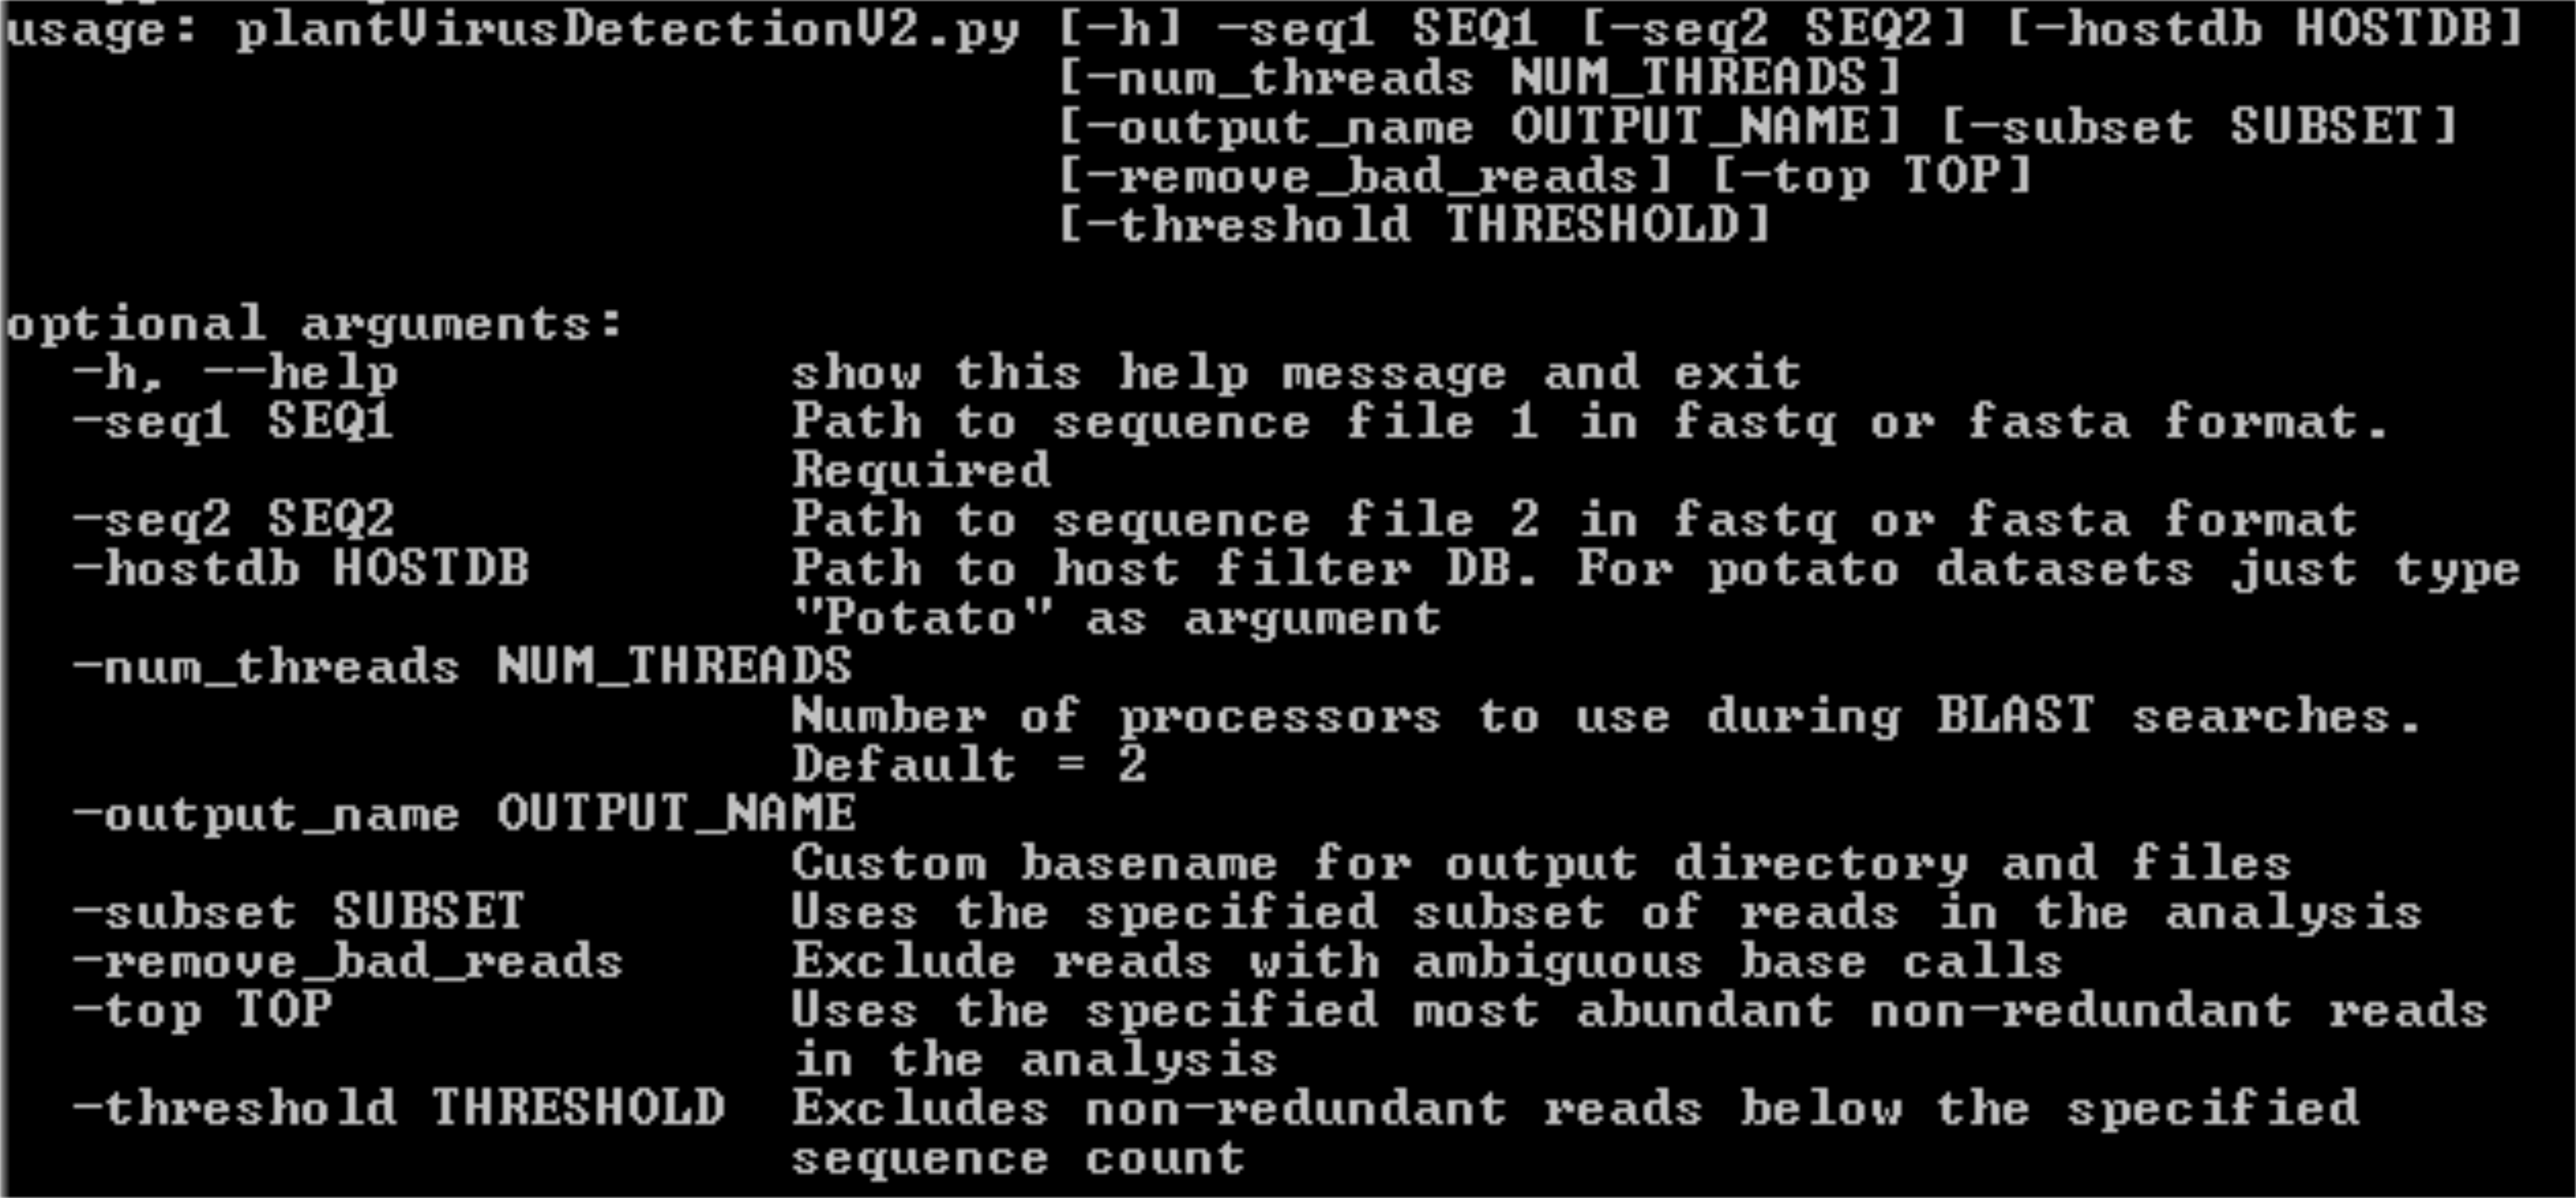 usage: plantVirusDetectionV2.py [-h] -seq1 SEQ1 [-seq2 SEQ2] [-hostdb HOSTDB]
[-num_threads NUM_THREADS]
[-output_name OUTPUT_NAME] [-subset SUBSET]
[-remove_bad_reads] [-top TOP]
[-threshold THRESHOLD]
optional arguments:
-h, --help show this help message and exit
-seq1 SEQ1 Path to sequence file 1 in fastq or fasta format.
Required
-seq2 SEQ2 Path to sequence file 2 in fastq or fasta format
-hostdb HOSTDB Path to host filter DB. For potato datasets just type
"Potato" as argument
-num_threads NUM_THREADS
Number of processors to use during BLAST searches.
Default = 2
-output_name OUTPUT_NAME
Custom basename for output directory and files
-subset SUBSET Uses the specified subset of reads in the analysis
-remove_bad_reads Exclude reads with ambiguous base calls
-top TOP Uses the specified most abundant non-redundant reads
in the analysis
-threshold THRESHOLD Excludes non-redundant reads below the specified
sequence count